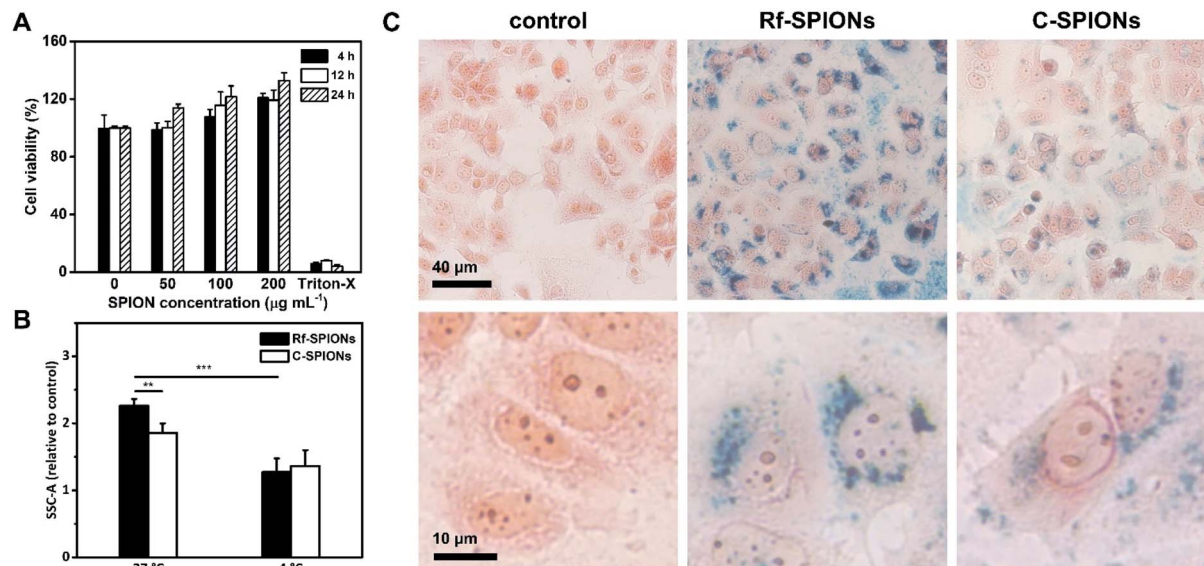 A
160
120
80
40
0
Cell viability (%)
4 h
12 h
24 h
0 50 100 200 Triton-X
SPION concentration (µg mL⁻¹)
B
3
2
1
0
SSC-A (relative to control)
Rf-SPIONs
C-SPIONs
***
**
C
control Rf-SPIONs C-SPIONs
40 µm
10 µm